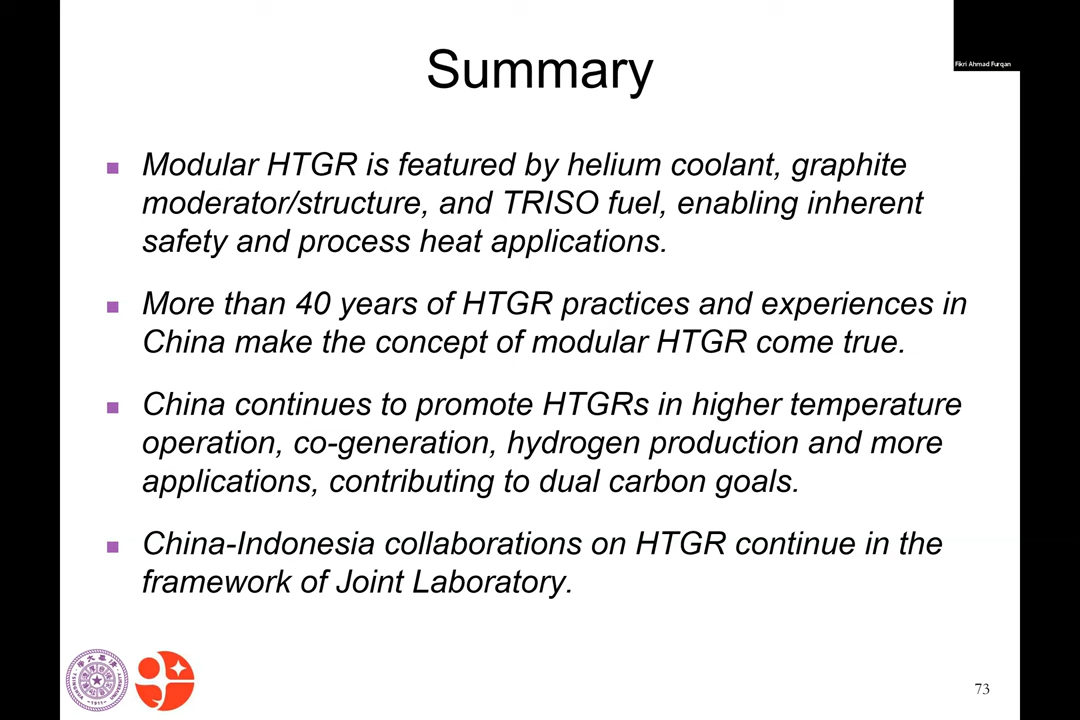 Summary
Fikri Ahmad Furqan
Modular HTGR is featured by helium coolant, graphite
moderator/structure, and TRISO fuel, enabling inherent
safety and process heat applications.
More than 40 years of HTGR practices and experiences in
China make the concept of modular HTGR come true.
China continues to promote HTGRs in higher temperature
operation, co-generation, hydrogen production and more
applications, contributing to dual carbon goals.
China-Indonesia collaborations on HTGR continue in the
framework of Joint Laboratory.
-1911-
73